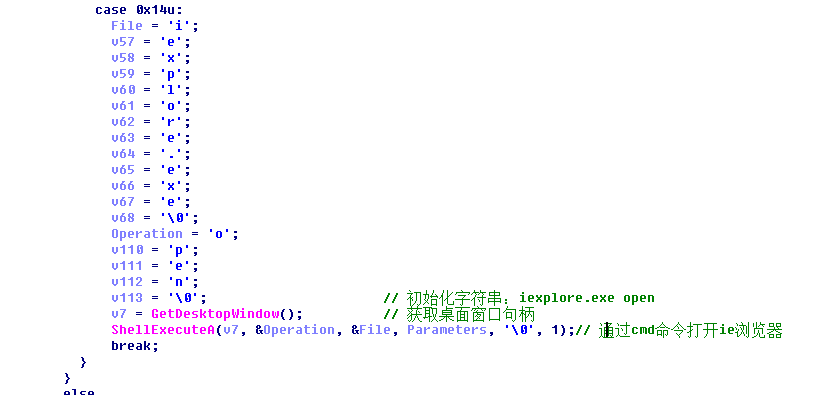 case 0x14u:
File = 'i';
v57 = 'e';
v58 = 'x';
v59 = 'p';
v60 = 'l';
v61 = 'o';
v62 = 'r';
v63 = 'e';
v64 = '.';
v65 = 'e';
v66 = 'x';
v67 = 'e';
v68 = '\0';
Operation = 'o';
v110 = 'p';
v111 = 'e';
v112 = 'n';
v113 = '\0'; // 初始化字符串: iexplore.exe open
v7 = GetDesktopWindow(); // 获取桌面窗口句柄
ShellExecuteA(v7, &Operation, &File, Parameters, '\0', 1);// 通过cmd命令打开ie浏览器
break;
}
}
else